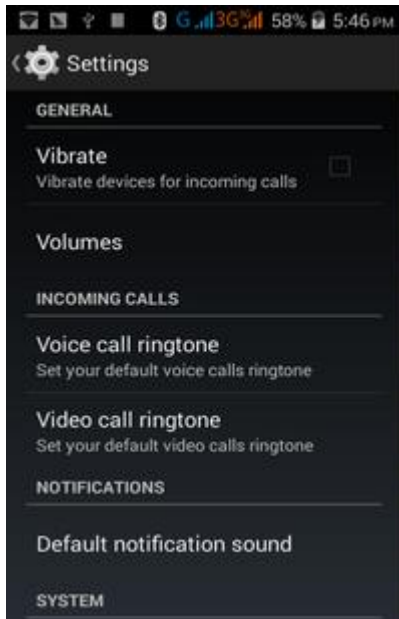 G 3G 58% 5:46 PM
Settings
GENERAL
Vibrate
Vibrate devices for incoming calls
Volumes
INCOMING CALLS
Voice call ringtone
Set your default voice calls ringtone
Video call ringtone
Set your default video calls ringtone
NOTIFICATIONS
Default notification sound
SYSTEM